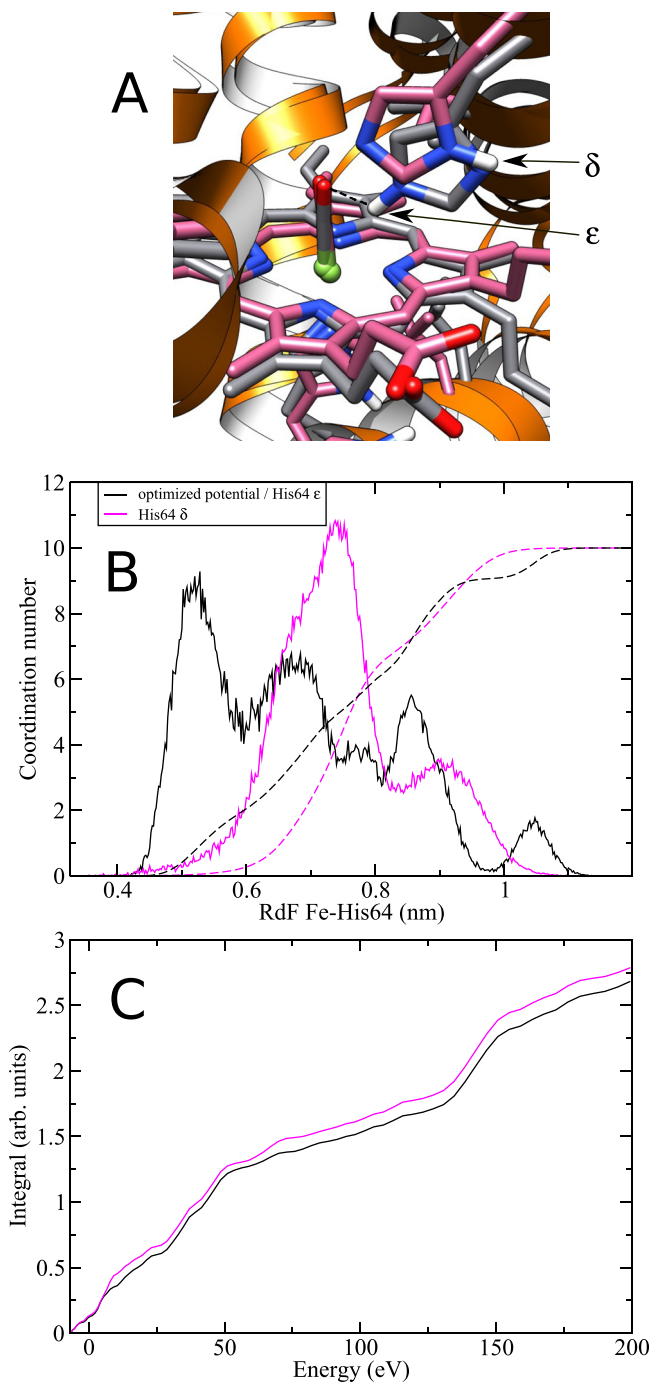 A
δ
ε
12
10
8
6
4
2
0
Coordination number
optimized potential / His64 ε
His64 δ
B
0.4
0.6
0.8
1
RdF Fe-His64 (nm)
3
2.5
2
1.5
1
0.5
0
Integral (arb. units)
C
0
50
100
150
200
Energy (eV)